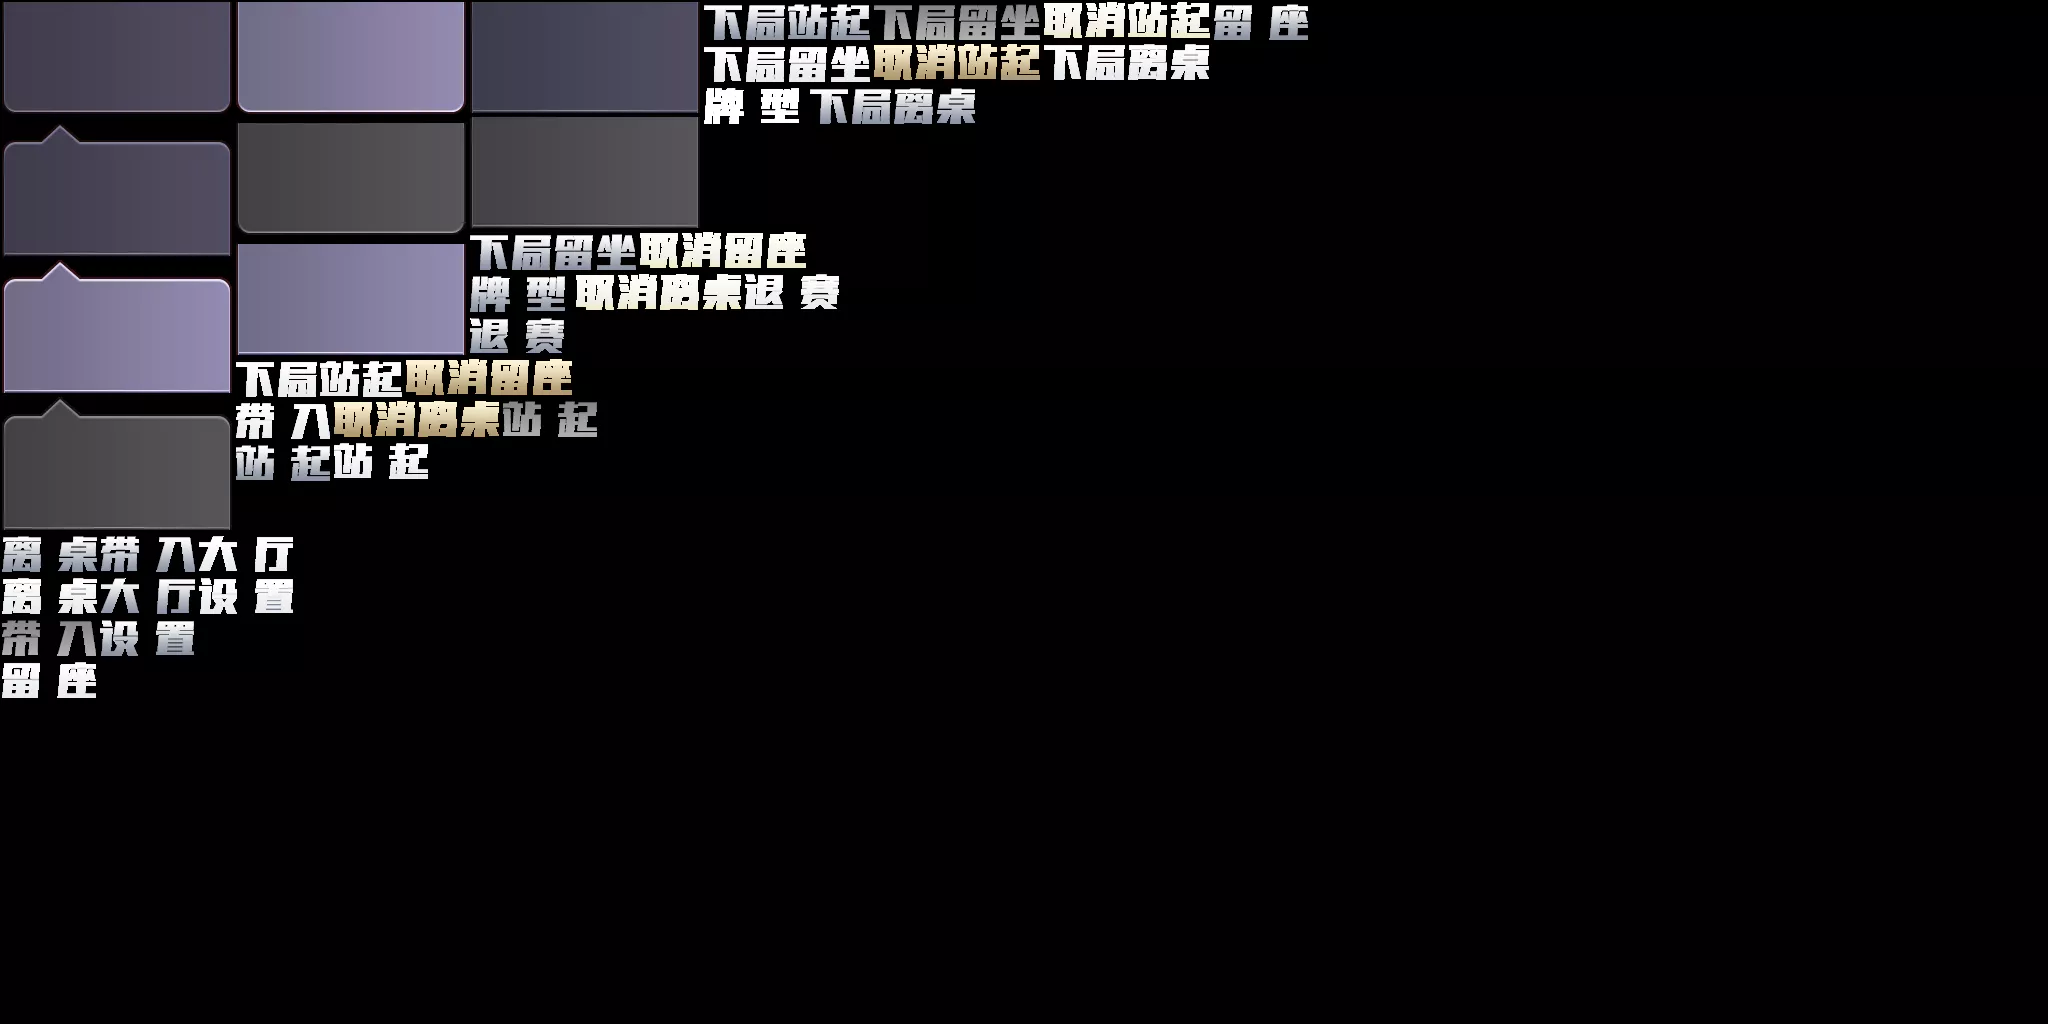 下局站起 下局留坐 取消站起 留 座
下局留坐 取消站起 下局离桌
牌 型 下局离桌
下局留坐 取消留座
牌 型 取消离桌 退 赛
退 赛
下局站起 取消留座
带 入 取消离桌 站 起
站 起 站 起
离 桌 带 入 大 厅
离 桌 大 厅 设 置
带 入 设 置
留 座